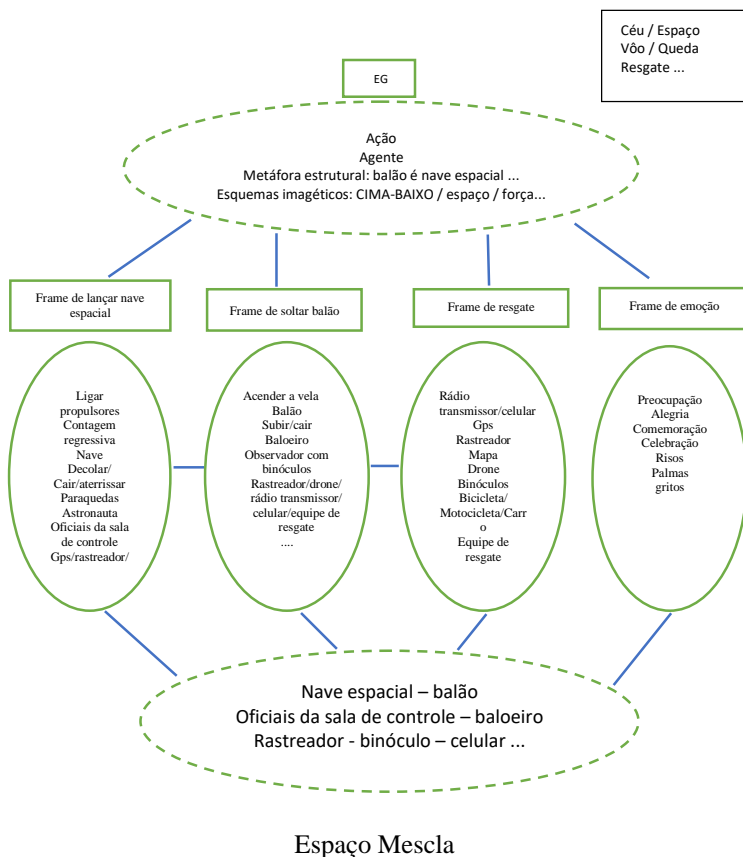 Céu / Espaço
Vôo / Queda
Resgate ...
EG
Ação
Agente
Metáfora estrutural: balão é nave espacial ...
Esquemas imagéticos: CIMA-BAIXO / espaço / força...
Frame de lançar nave
espacial
Frame de soltar balão
Frame de resgate
Frame de emoção
Ligar
propulsores
Contagem
regressiva
Nave
Decolar/
Cair/aterrissar
Paraquedas
Astronauta
Oficiais da sala
de controle
Gps/rastreador/
Acender a vela
Balão
Subir/cair
Baloeiro
Observador com
binóculos
Rastreador/drone/
rádio transmissor/
celular/equipe de
resgate
....
Rádio
transmissor/celular
Gps
Rastreador
Mapa
Drone
Binóculos
Bicicleta/
Motocicleta/Carr
o
Equipe de
resgate
Preocupação
Alegria
Comemoração
Celebração
Risos
Palmas
gritos
Nave espacial – balão
Oficiais da sala de controle – baloeiro
Rastreador - binóculo – celular ...
Espaço Mescla